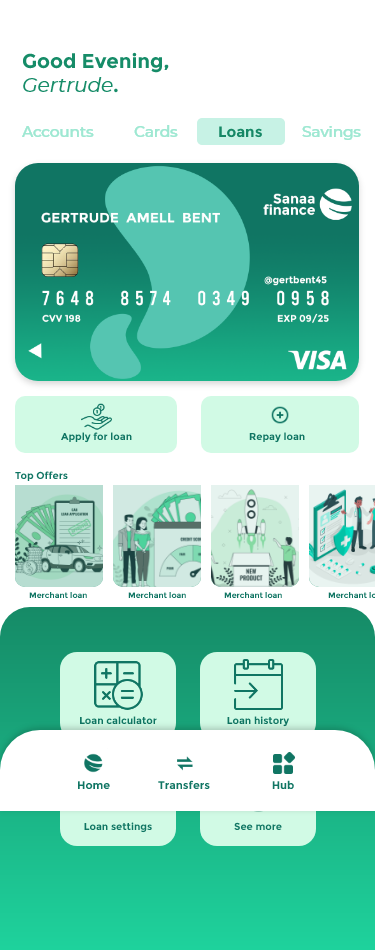 Good Evening,
Gertrude.
Accounts Cards Loans Savings
Sanaa
finance
GERTRUDE AMELL BENT
@gertbent45
7648 8574 0349 0958
CVV 198 EXP 09/25
VISA
Apply for loan Repay loan
Top Offers
CAR
LOAN APPLICATION
CREDIT SCORE
NEW
PRODUCT
Merchant loan Merchant loan Merchant loan Merchant lo
Loan calculator Loan history
Home Transfers Hub
Loan settings See more